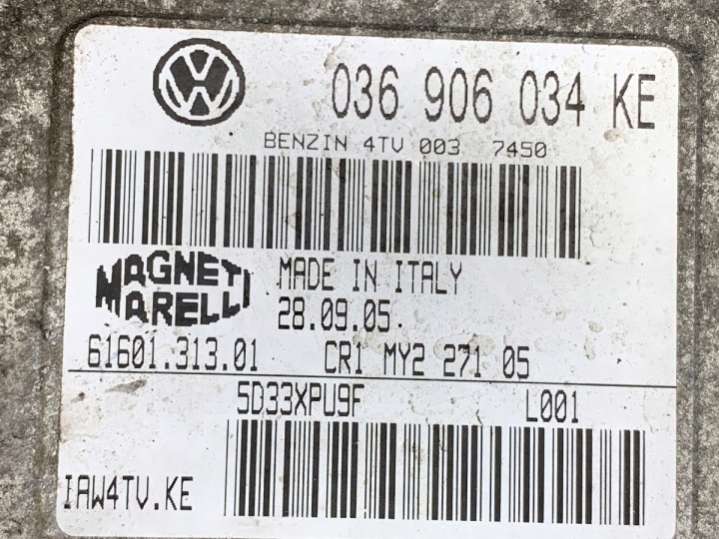 036 906 034 KE
BENZIN 4TV 003 7450
MAGNETI
MARELLI
MADE IN ITALY
28.09.05
61601.313.01 CR1 MY2 271 05
5D33XPU9F L001
IAW4TV.KE